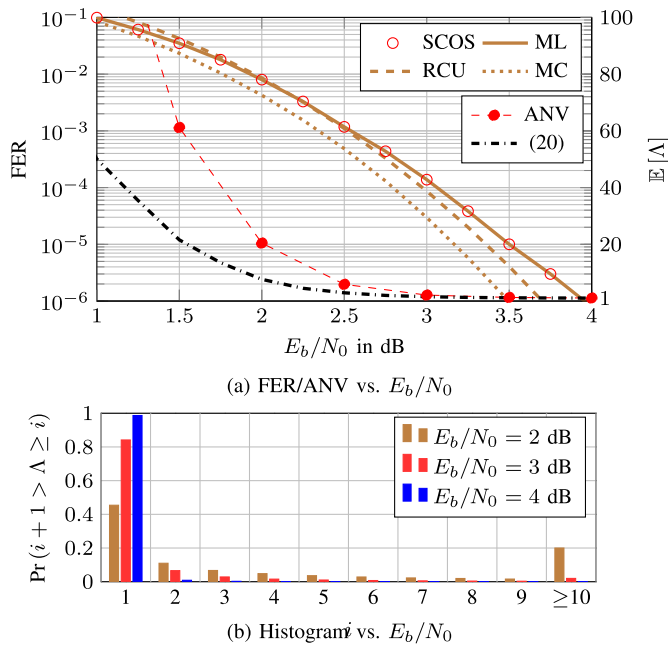 10⁻¹ 100
SCOS ML
RCU MC
10⁻² 80
ANV
(20)
10⁻³ 60
FER 𝔼 [Λ]
10⁻⁴ 40
10⁻⁵ 20
10⁻⁶ 1
1 1.5 2 2.5 3 3.5 4
E_b/N_0 in dB
(a) FER/ANV vs. E_b/N_0
Pr (i + 1 > Λ ≥ i)
1
E_b/N_0 = 2 dB
0.8
E_b/N_0 = 3 dB
0.6
E_b/N_0 = 4 dB
0.4
0.2
0
1 2 3 4 5 6 7 8 9 ≥10
(b) Histogram i vs. E_b/N_0